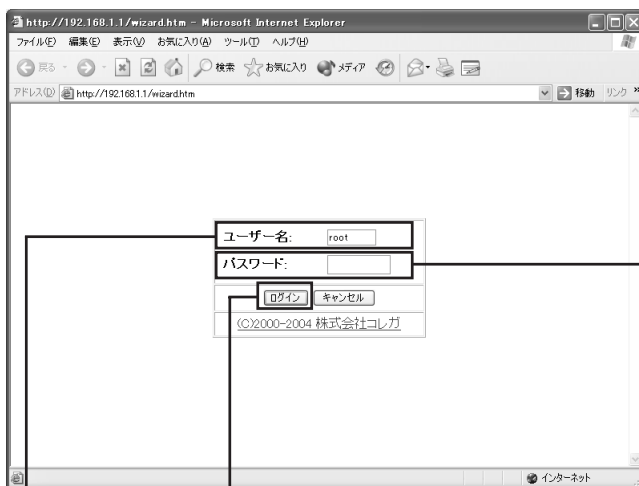 http://192.168.1.1/wizard.htm - Microsoft Internet Explorer
ファイル(F) 編集(E) 表示(V) お気に入り(A) ツール(T) ヘルプ(H)
戻る 検索 お気に入り メディア
アドレス(D) http://192.168.1.1/wizard.htm 移動 リンク »
ユーザー名: root
パスワード:
ログイン キャンセル
(C)2000-2004 株式会社コレガ
インターネット